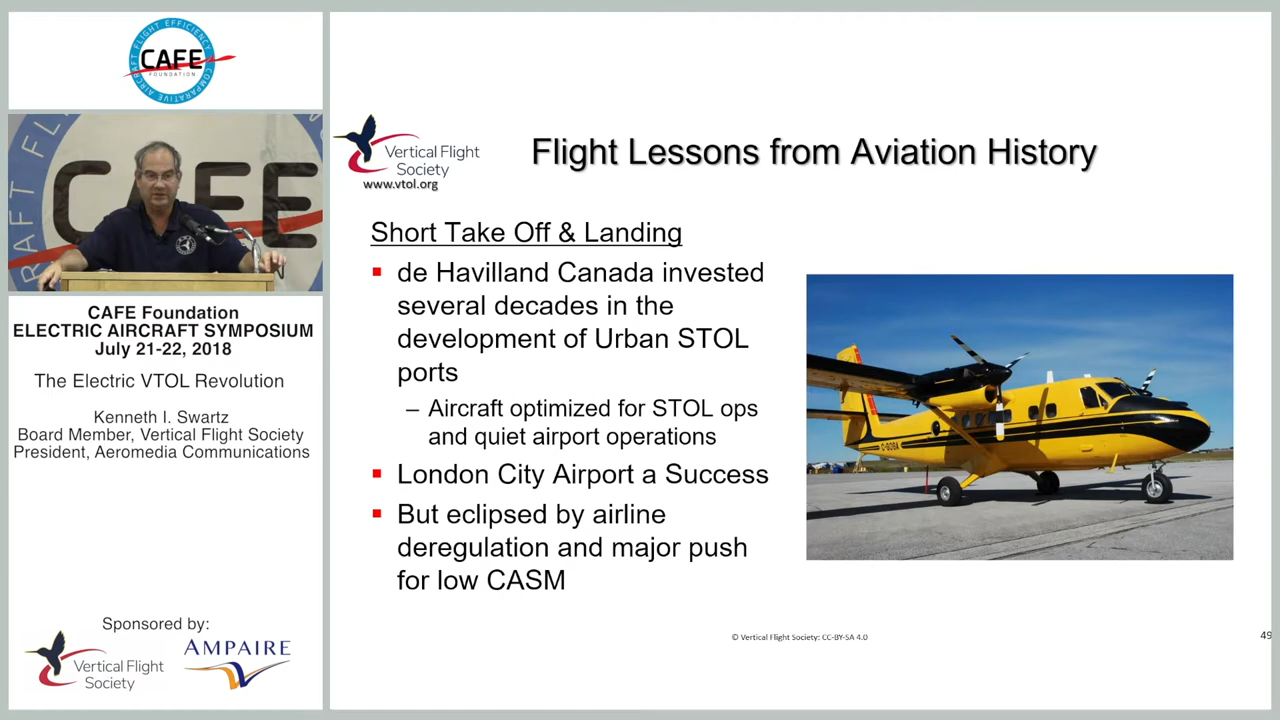 CAFE
FOUNDATION
COMPARATIVE AIRCRAFT FLIGHT EFFICIENCY
CAFE
CAFE Foundation
ELECTRIC AIRCRAFT SYMPOSIUM
July 21-22, 2018
The Electric VTOL Revolution
Kenneth I. Swartz
Board Member, Vertical Flight Society
President, Aeromedia Communications
Sponsored by:
Vertical Flight
Society
AMPAIRE
Vertical Flight
Society
www.vtol.org
Flight Lessons from Aviation History
Short Take Off & Landing
▪ de Havilland Canada invested
several decades in the
development of Urban STOL
ports
– Aircraft optimized for STOL ops
and quiet airport operations
▪ London City Airport a Success
▪ But eclipsed by airline
deregulation and major push
for low CASM
© Vertical Flight Society: CC-BY-SA 4.0
49